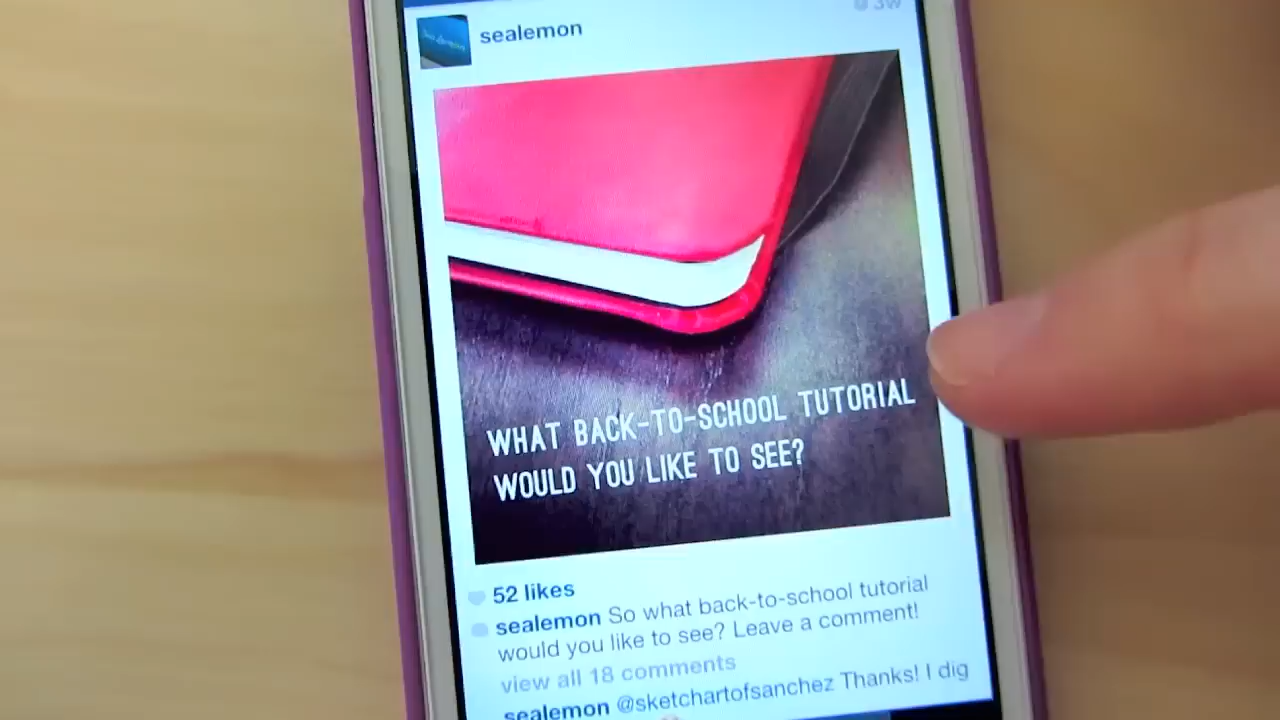 sealemon
3w
WHAT BACK-TO-SCHOOL TUTORIAL
WOULD YOU LIKE TO SEE?
52 likes
sealemon So what back-to-school tutorial
would you like to see? Leave a comment!
view all 18 comments
sealemon @sketchartofsanchez Thanks! I dig